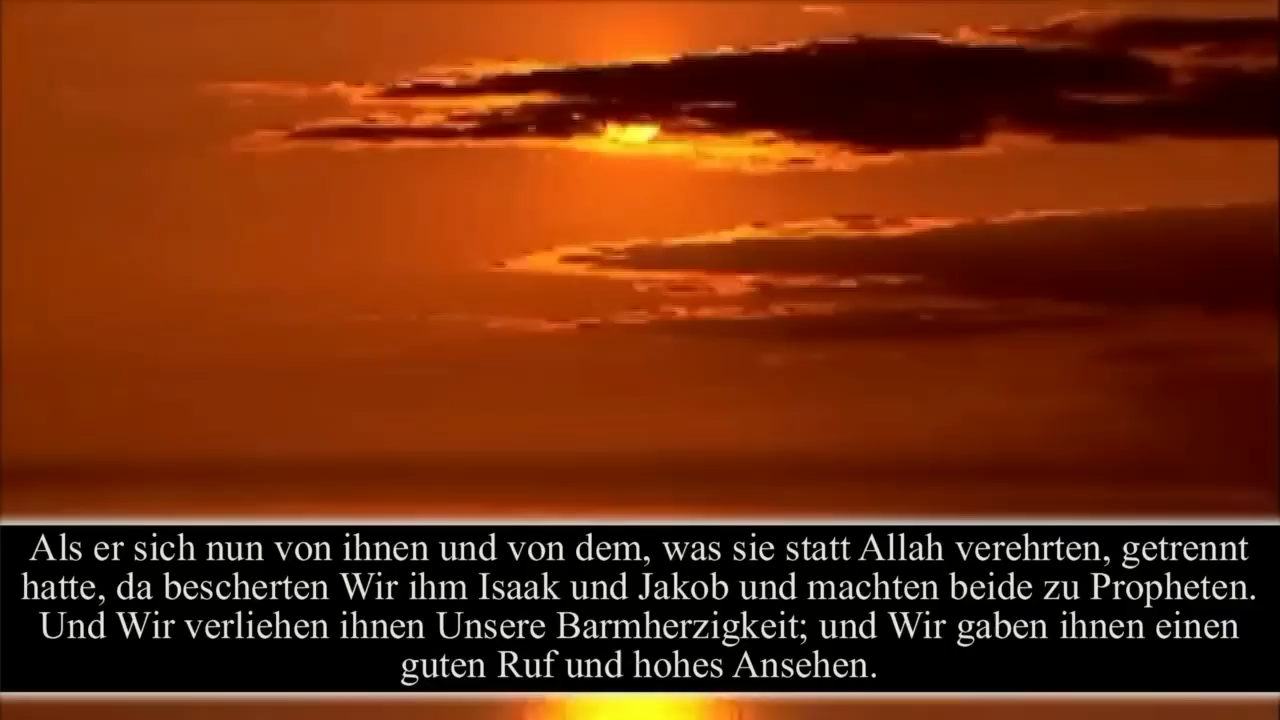 Als er sich nun von ihnen und von dem, was sie statt Allah verehrten, getrennt
hatte, da bescherten Wir ihm Isaak und Jakob und machten beide zu Propheten.
Und Wir verliehen ihnen Unsere Barmherzigkeit; und Wir gaben ihnen einen
guten Ruf und hohes Ansehen.